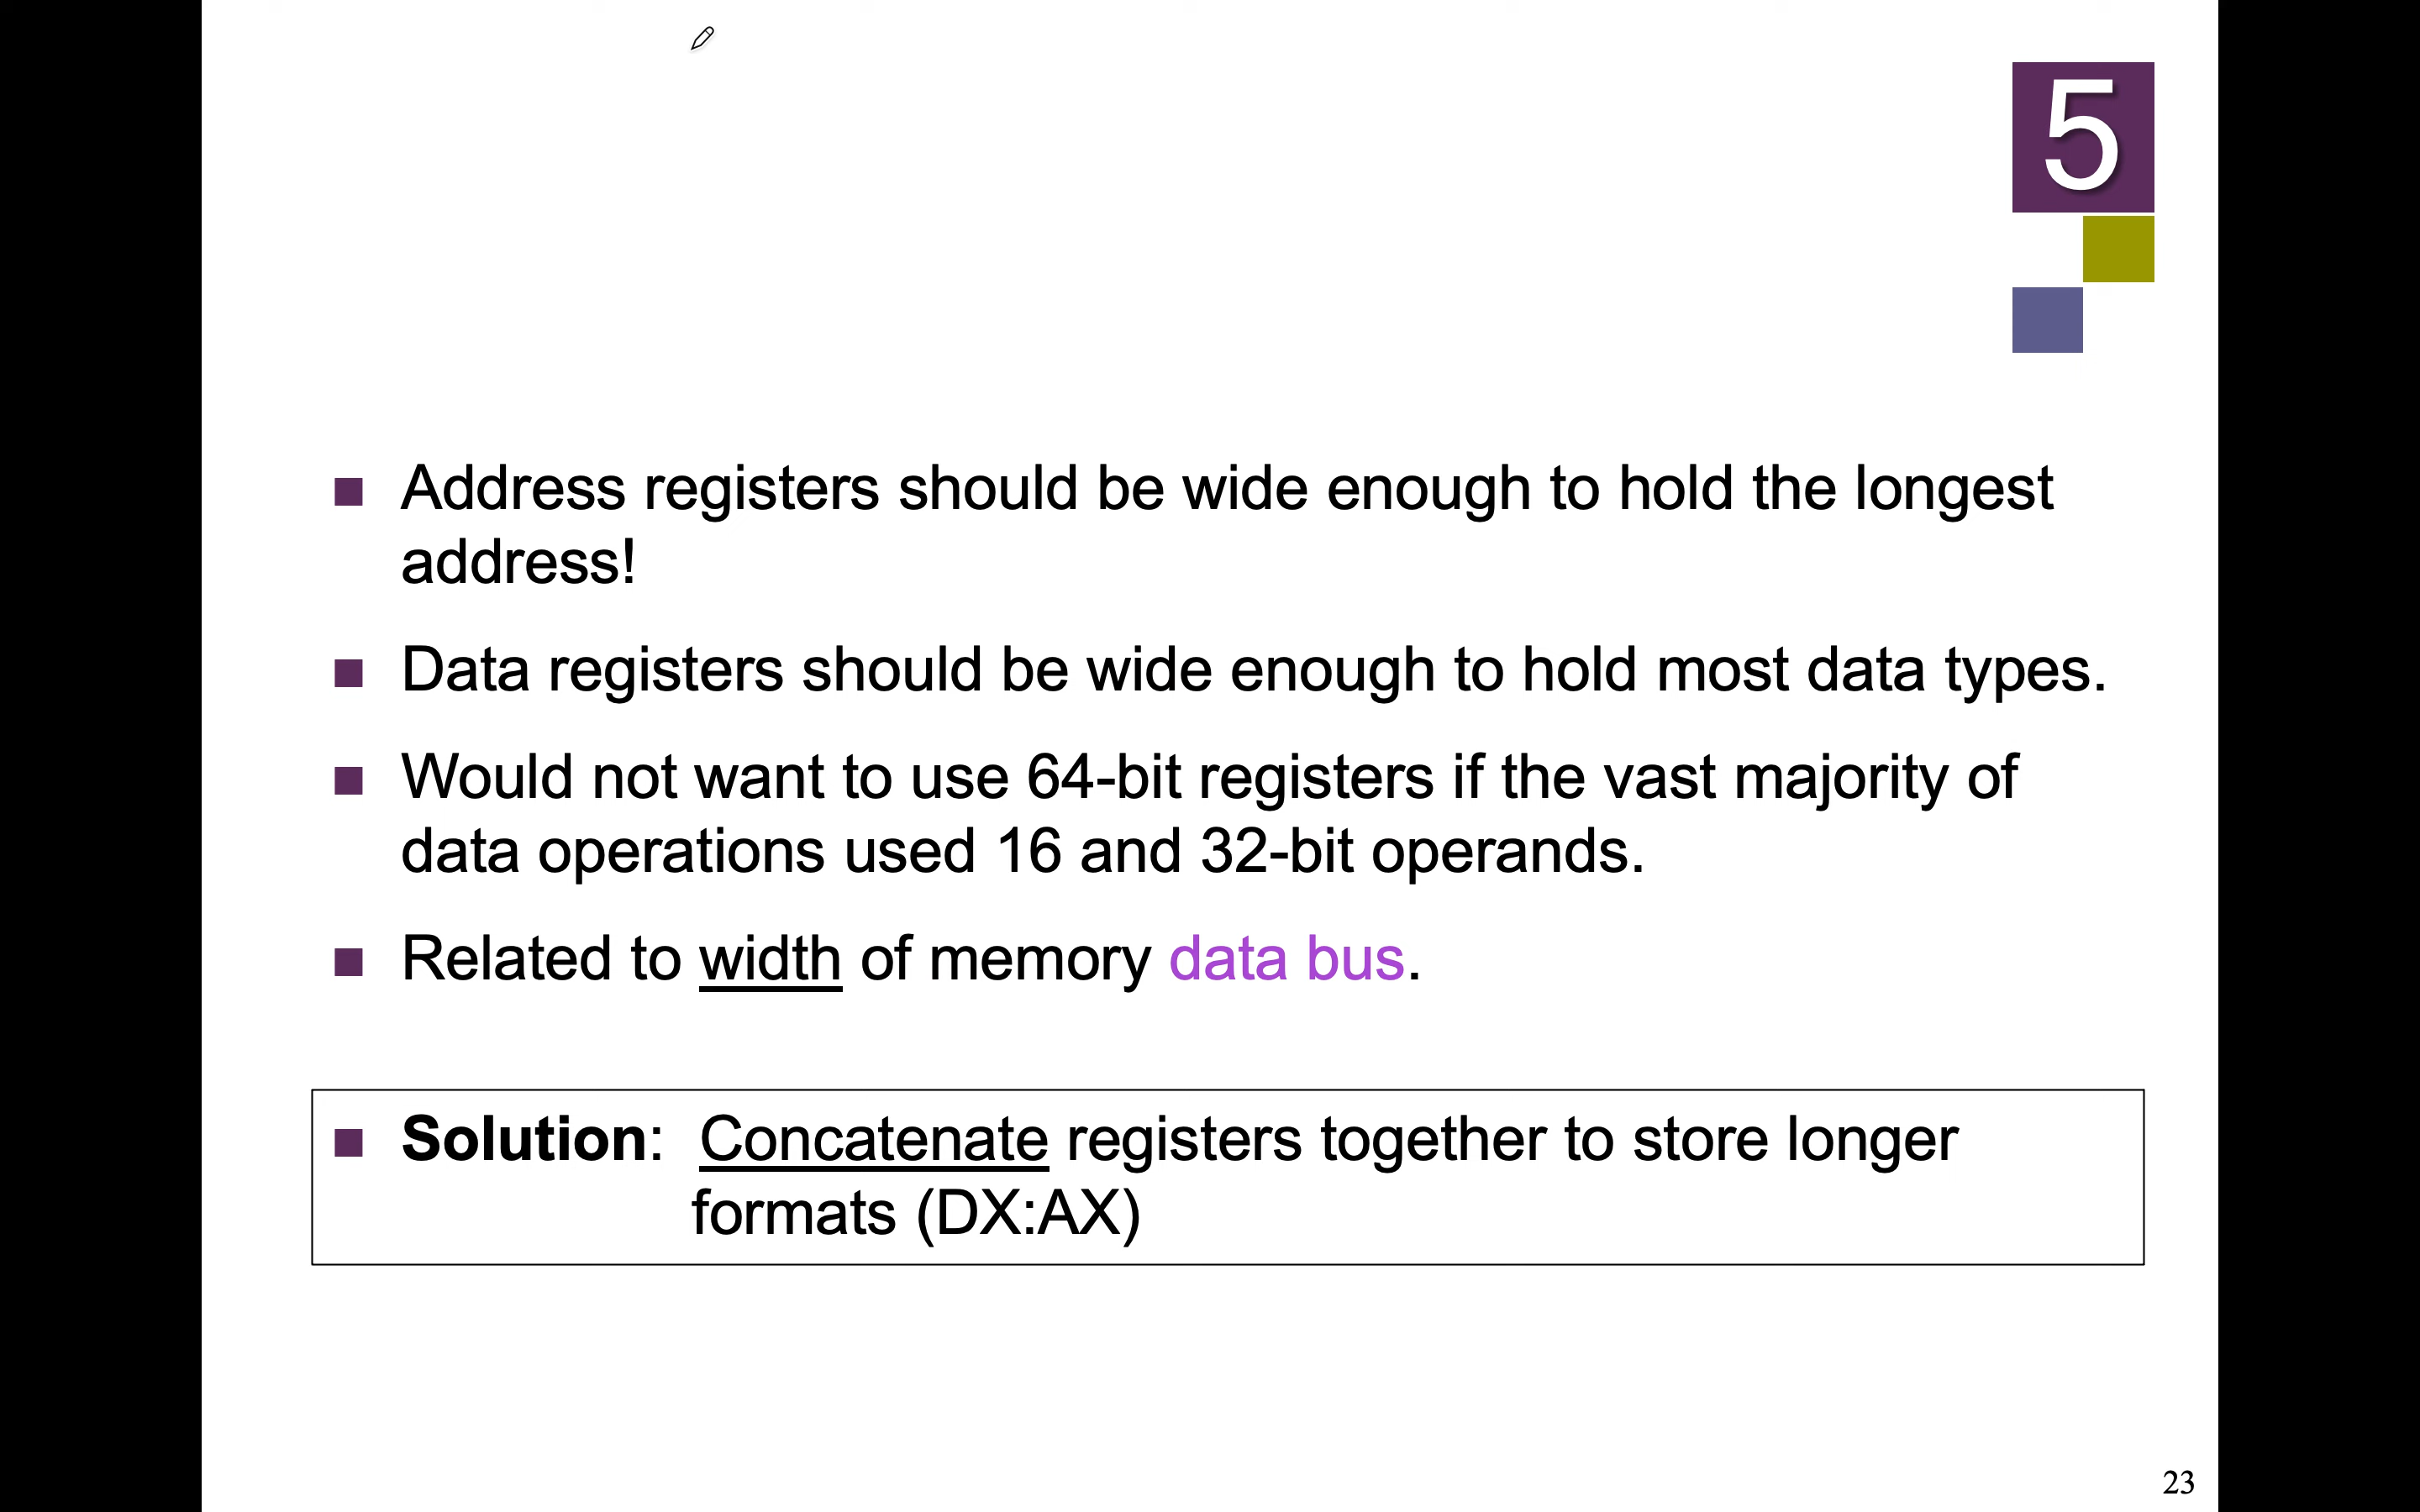 5
Address registers should be wide enough to hold the longest
address!
Data registers should be wide enough to hold most data types.
Would not want to use 64-bit registers if the vast majority of
data operations used 16 and 32-bit operands.
Related to width of memory data bus.
Solution: Concatenate registers together to store longer
formats (DX:AX)
23